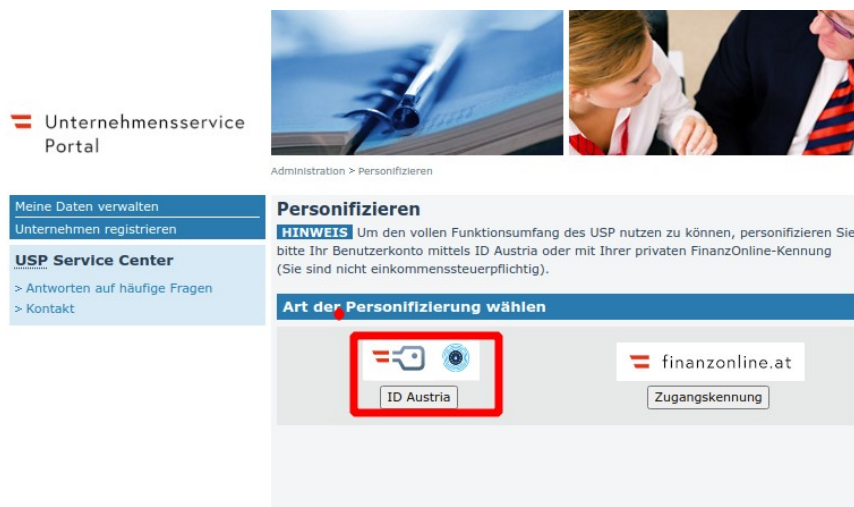 Unternehmensservice
Portal
Administration > Personifizieren
Meine Daten verwalten
Unternehmen registrieren
USP Service Center
> Antworten auf häufige Fragen
> Kontakt
Personifizieren
HINWEIS Um den vollen Funktionsumfang des USP nutzen zu können, personifizieren Sie
bitte Ihr Benutzerkonto mittels ID Austria oder mit Ihrer privaten FinanzOnline-Kennung
(Sie sind nicht einkommenssteuerpflichtig).
Art der Personifizierung wählen
ID Austria
finanzonline.at
Zugangskennung